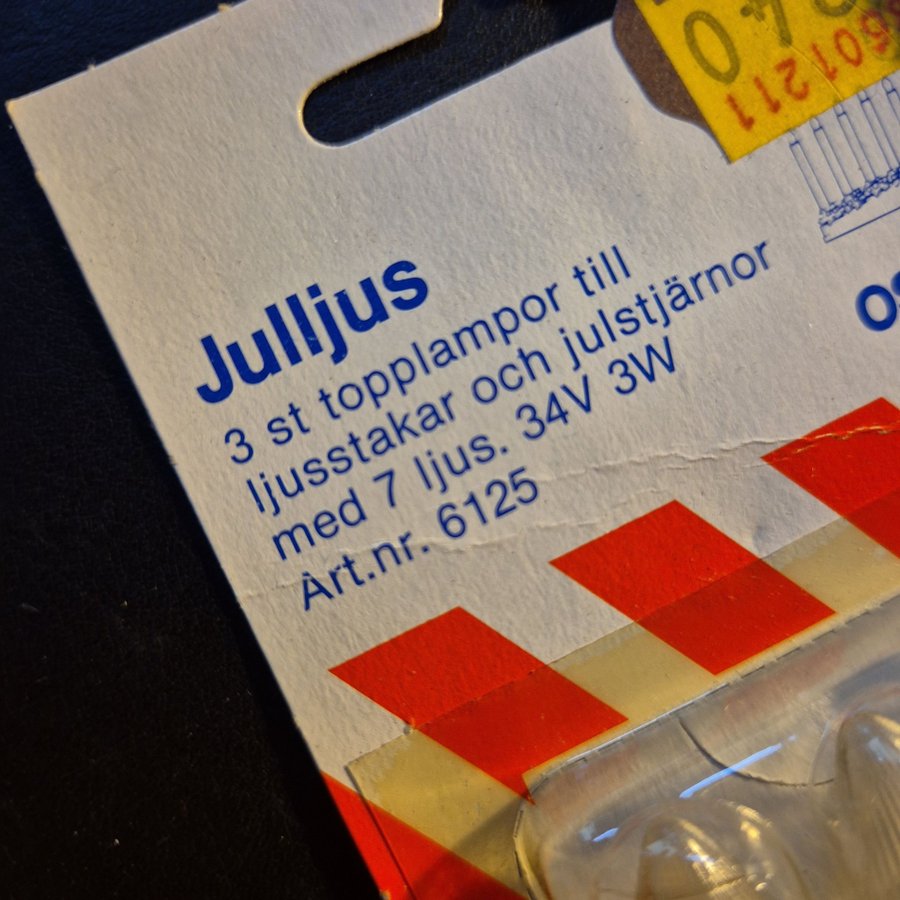 Julljus
3 st topplampor till
ljusstakar och julstjärnor
med 7 ljus. 34V 3W
Art.nr. 6125